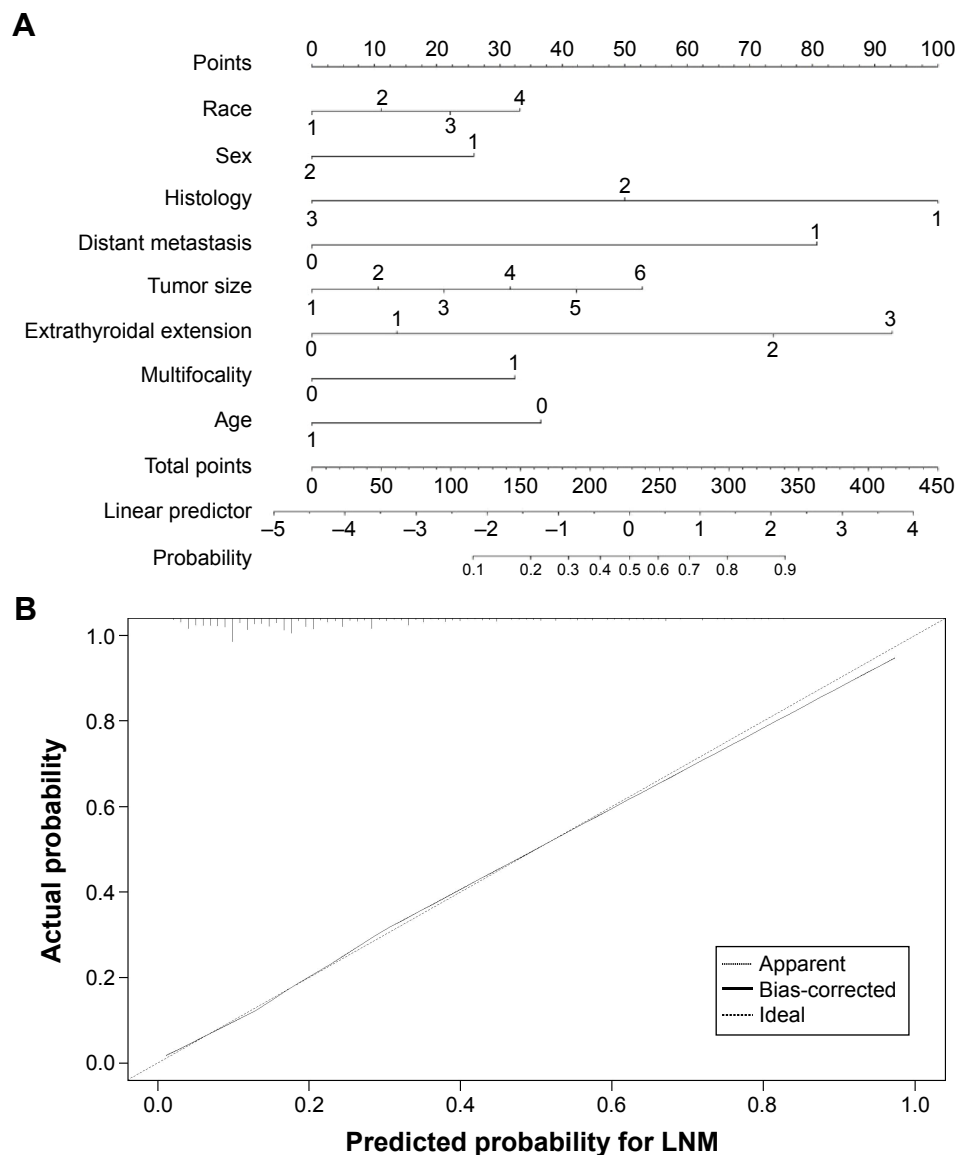 A
0 10 20 30 40 50 60 70 80 90 100
Points
2 4
Race
1 3
1
Sex
2
2
Histology
3 1
1
Distant metastasis
0
2 4 6
Tumor size
1 3 5
1 3
Extrathyroidal extension
0 2
1
Multifocality
0
0
Age
1
Total points
0 50 100 150 200 250 300 350 400 450
Linear predictor
–5 –4 –3 –2 –1 0 1 2 3 4
Probability
0.1 0.2 0.3 0.4 0.5 0.6 0.7 0.8 0.9
B
1.0
0.8
0.6
0.4
0.2
0.0
Actual probability
Apparent
Bias-corrected
Ideal
0.0 0.2 0.4 0.6 0.8 1.0
Predicted probability for LNM